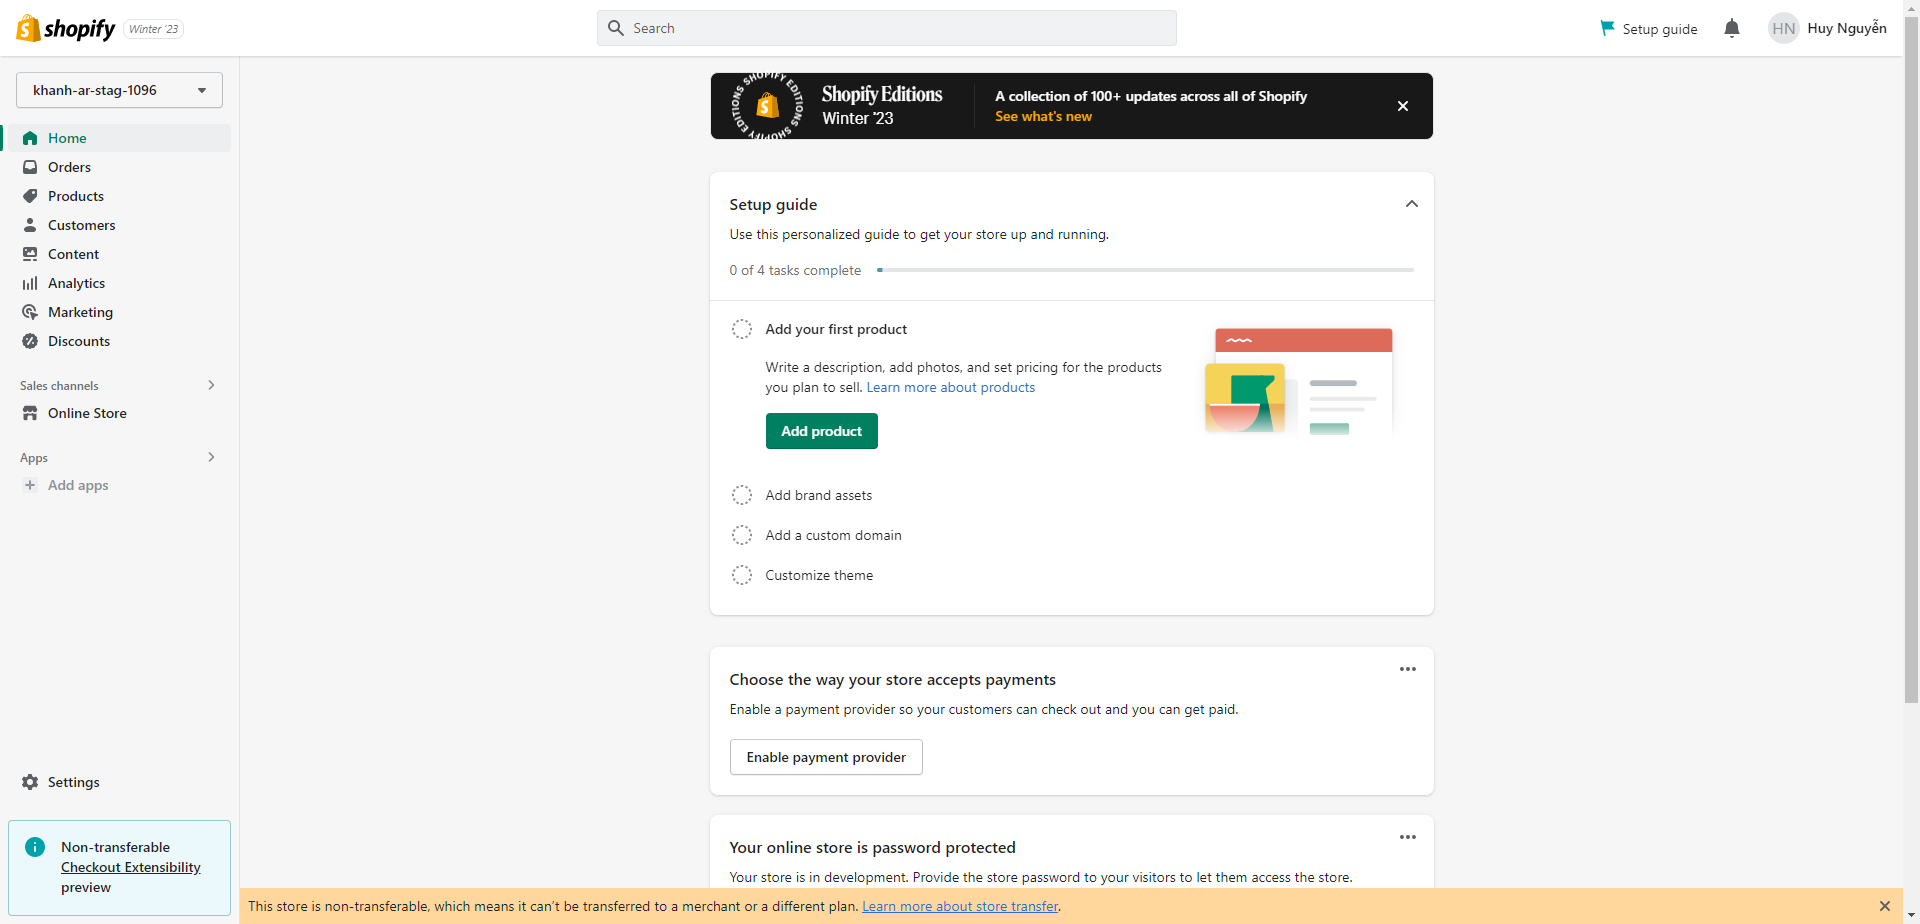 shopify
Winter '23
Search
Setup guide
HN
Huy Nguyễn
khanh-ar-stag-1096
Home
Orders
Products
Customers
Content
Analytics
Marketing
Discounts
Sales channels
Online Store
Apps
Add apps
Settings
Non-transferable
Checkout Extensibility
preview
SHOPIFY EDITIONS SHOPIFY EDITIONS
Shopify Editions
Winter '23
A collection of 100+ updates across all of Shopify
See what's new
Setup guide
Use this personalized guide to get your store up and running.
0 of 4 tasks complete
Add your first product
Write a description, add photos, and set pricing for the products
you plan to sell. Learn more about products
Add product
Add brand assets
Add a custom domain
Customize theme
Choose the way your store accepts payments
Enable a payment provider so your customers can check out and you can get paid.
Enable payment provider
Your online store is password protected
Your store is in development. Provide the store password to your visitors to let them access the store.
This store is non-transferable, which means it can't be transferred to a merchant or a different plan. Learn more about store transfer.